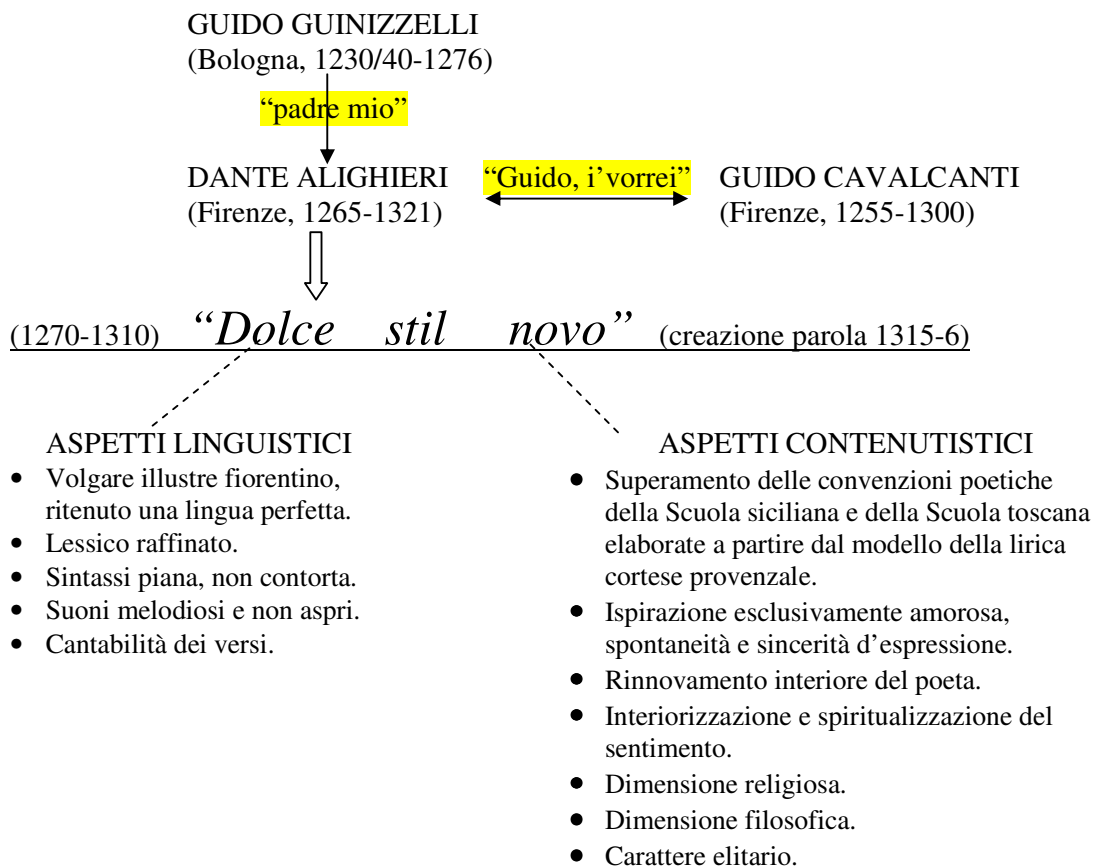 GUIDO GUINIZZELLI
(Bologna, 1230/40-1276)
“padre mio”
DANTE ALIGHIERI “Guido, i’vorrei” GUIDO CAVALCANTI
(Firenze, 1265-1321) (Firenze, 1255-1300)
(1270-1310) “Dolce stil novo” (creazione parola 1315-6)
ASPETTI LINGUISTICI
• Volgare illustre fiorentino,
ritenuto una lingua perfetta.
• Lessico raffinato.
• Sintassi piana, non contorta.
• Suoni melodiosi e non aspri.
• Cantabilità dei versi.
ASPETTI CONTENUTISTICI
• Superamento delle convenzioni poetiche
della Scuola siciliana e della Scuola toscana
elaborate a partire dal modello della lirica
cortese provenzale.
• Ispirazione esclusivamente amorosa,
spontaneità e sincerità d’espressione.
• Rinnovamento interiore del poeta.
• Interiorizzazione e spiritualizzazione del
sentimento.
• Dimensione religiosa.
• Dimensione filosofica.
• Carattere elitario.